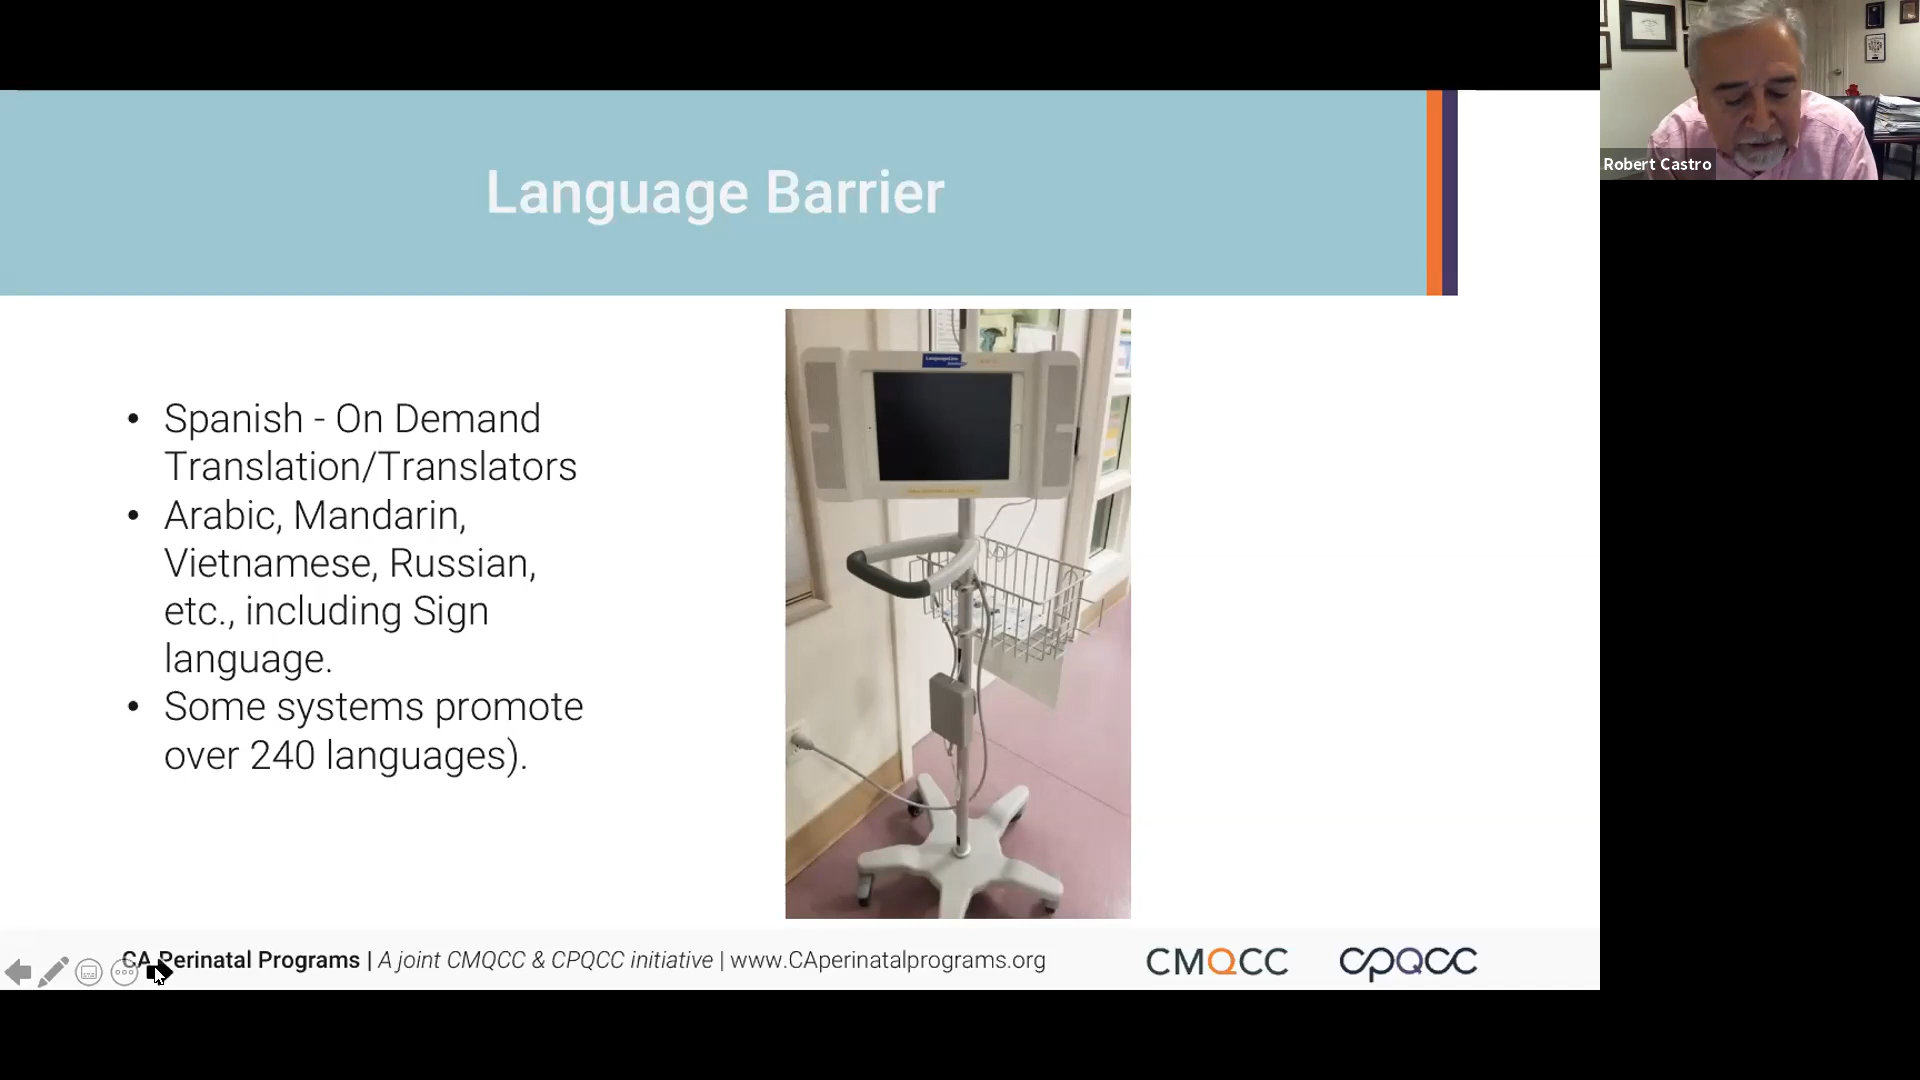 Language Barrier
Robert Castro
• Spanish - On Demand
Translation/Translators
• Arabic, Mandarin,
Vietnamese, Russian,
etc., including Sign
language.
• Some systems promote
over 240 languages).
LanguageLine
CA Perinatal Programs | A joint CMQCC & CPQCC initiative | www.CAperinatalprograms.org
CMQCC
CPQCC